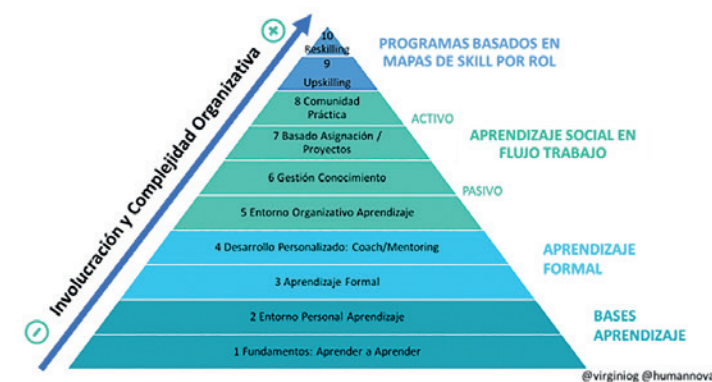 10
Reskilling
9
Upskilling
PROGRAMAS BASADOS EN
MAPAS DE SKILL POR ROL
8 Comunidad
Práctica
ACTIVO
7 Basado Asignación /
Proyectos
APRENDIZAJE SOCIAL EN
FLUJO TRABAJO
6 Gestión Conocimiento
PASIVO
5 Entorno Organizativo Aprendizaje
4 Desarrollo Personalizado: Coach/Mentoring
APRENDIZAJE
FORMAL
3 Aprendizaje Formal
2 Entorno Personal Aprendizaje
BASES
APRENDIZAJE
1 Fundamentos: Aprender a Aprender
Involucración y Complejidad Organizativa
@virginiog @humannova